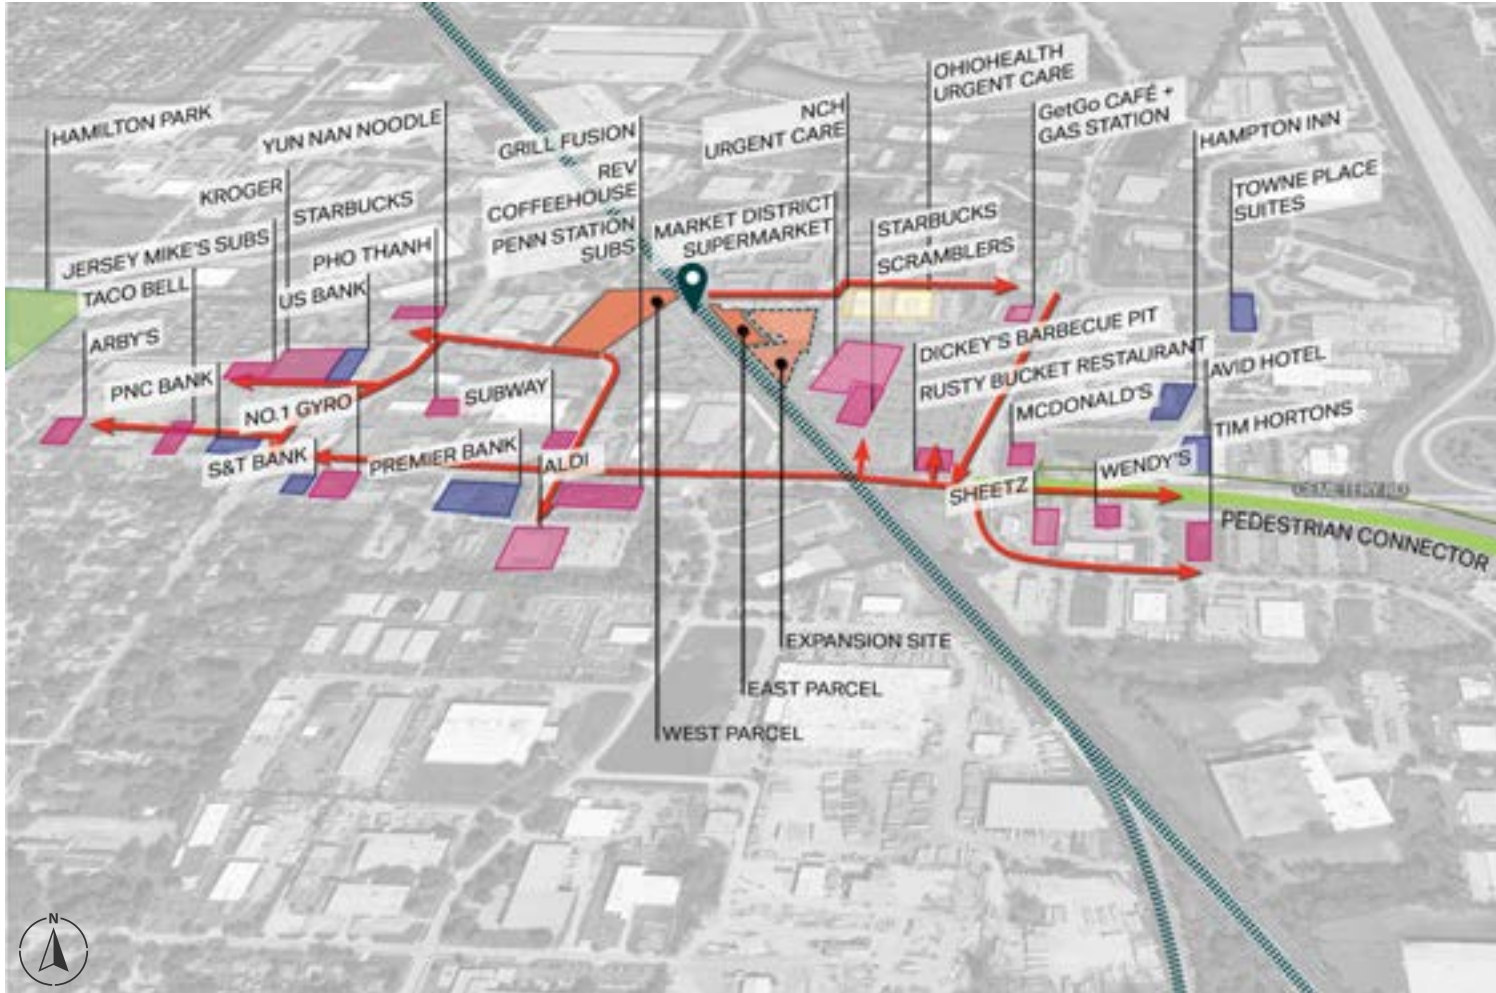 OHIOHEALTH
URGENT CARE
GetGo CAFÉ +
GAS STATION
NCH
URGENT CARE
HAMPTON INN
HAMILTON PARK
YUN NAN NOODLE
GRILL FUSION
REV
COFFEEHOUSE
PENN STATION
SUBS
TOWNE PLACE
SUITES
KROGER
STARBUCKS
MARKET DISTRICT
SUPERMARKET
STARBUCKS
SCRAMBLERS
JERSEY MIKE'S SUBS
PHO THANH
TACO BELL
US BANK
ARBY'S
DICKEY'S BARBECUE PIT
RUSTY BUCKET RESTAURANT
AVID HOTEL
PNC BANK
SUBWAY
MCDONALD'S
NO.1 GYRO
TIM HORTONS
S&T BANK
PREMIER BANK
ALDI
WENDY'S
SHEETZ
CEMETERY RD
PEDESTRIAN CONNECTOR
EXPANSION SITE
EAST PARCEL
WEST PARCEL
N